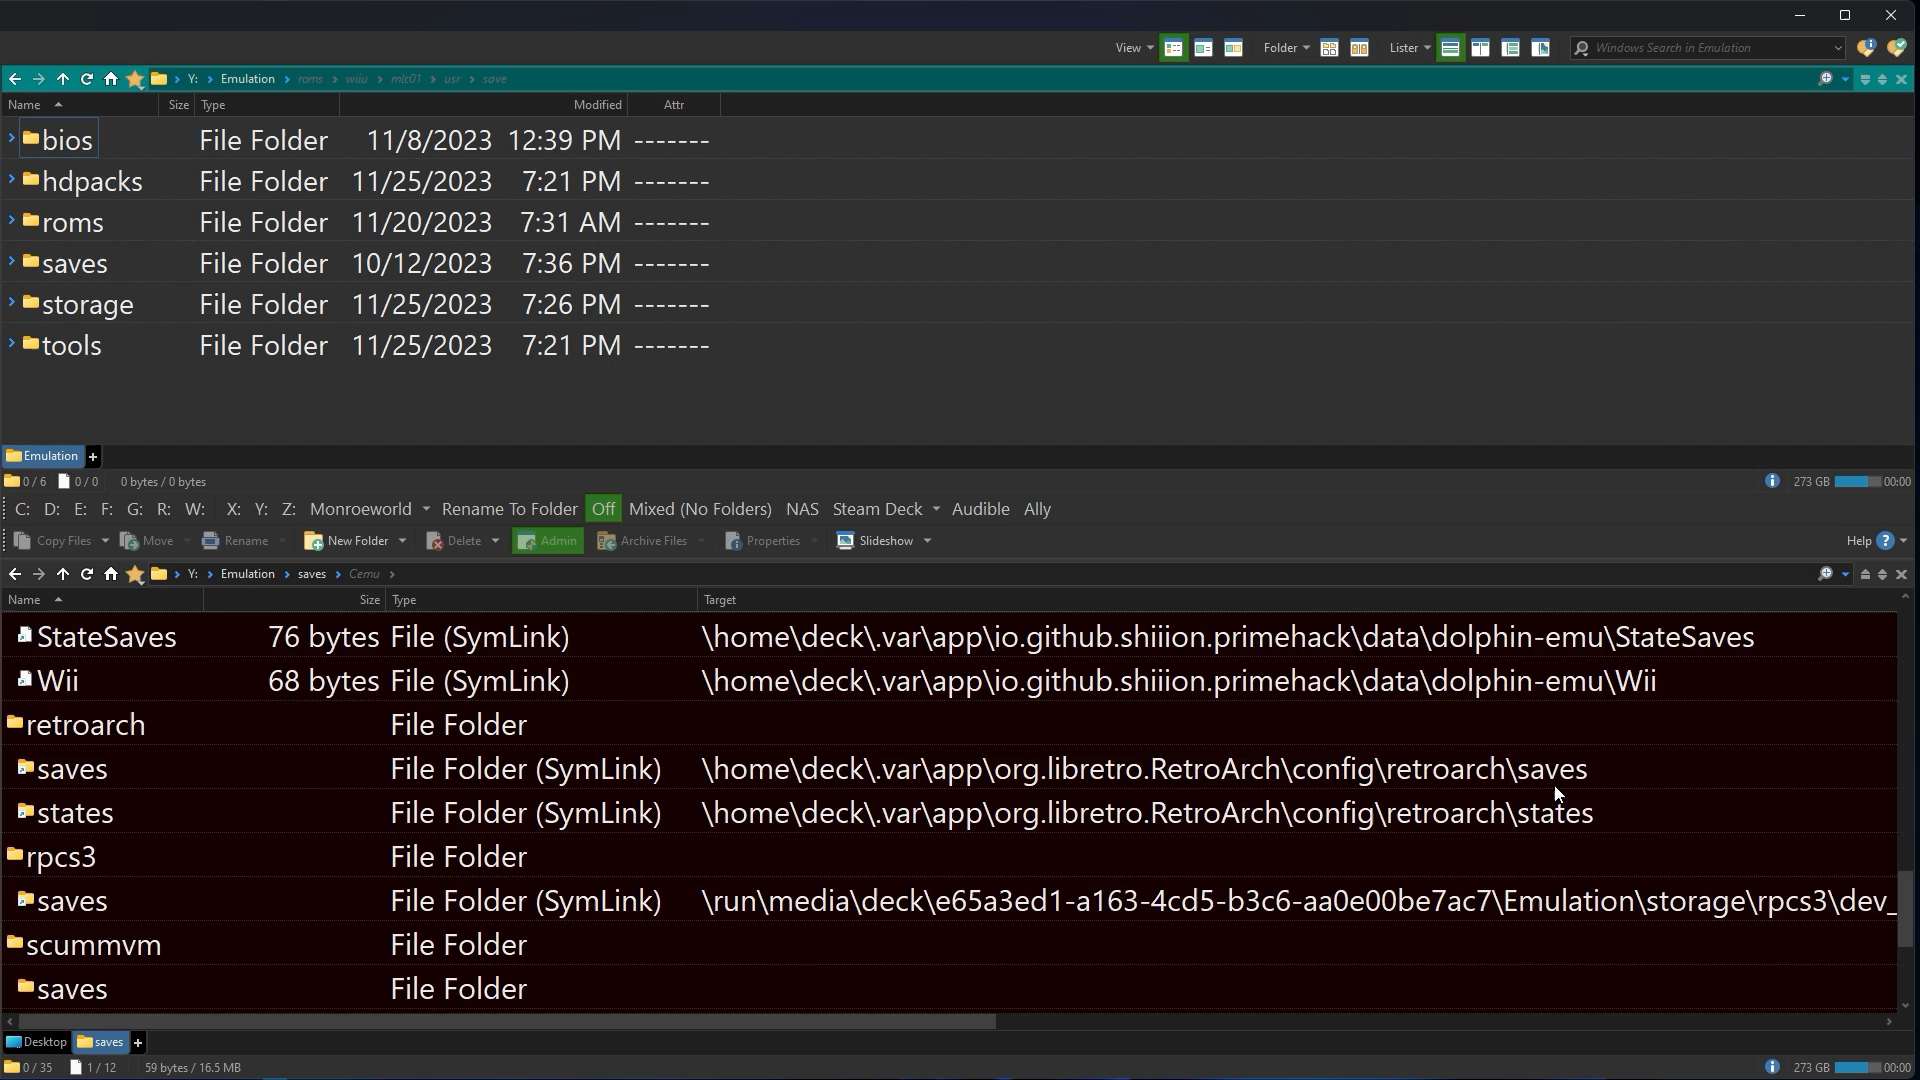 View Folder Lister Windows Search in Emulation
Y: Emulation roms wiiu mlc01 usr save
Name Size Type Modified Attr
bios File Folder 11/8/2023 12:39 PM -------
hdpacks File Folder 11/25/2023 7:21 PM -------
roms File Folder 11/20/2023 7:31 AM -------
saves File Folder 10/12/2023 7:36 PM -------
storage File Folder 11/25/2023 7:26 PM -------
tools File Folder 11/25/2023 7:21 PM -------
Emulation +
0 / 6 0 / 0 0 bytes / 0 bytes 273 GB 00:00
C: D: E: F: G: R: W: X: Y: Z: Monroeworld Rename To Folder Off Mixed (No Folders) NAS Steam Deck Audible Ally
Copy Files Move Rename New Folder Delete Admin Archive Files Properties Slideshow Help
Y: Emulation saves Cemu
Name Size Type Target
StateSaves 76 bytes File (SymLink) \home\deck\.var\app\io.github.shiiion.primehack\data\dolphin-emu\StateSaves
Wii 68 bytes File (SymLink) \home\deck\.var\app\io.github.shiiion.primehack\data\dolphin-emu\Wii
retroarch File Folder
saves File Folder (SymLink) \home\deck\.var\app\org.libretro.RetroArch\config\retroarch\saves
states File Folder (SymLink) \home\deck\.var\app\org.libretro.RetroArch\config\retroarch\states
rpcs3 File Folder
saves File Folder (SymLink) \run\media\deck\e65a3ed1-a163-4cd5-b3c6-aa0e00be7ac7\Emulation\storage\rpcs3\dev_
scummvm File Folder
saves File Folder
Desktop saves +
0 / 35 1 / 12 59 bytes / 16.5 MB 273 GB 00:00